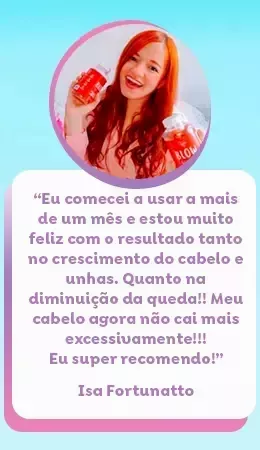 BLOW
“Eu comecei a usar a mais
de um mês e estou muito
feliz com o resultado tanto
no crescimento do cabelo e
unhas. Quanto na
diminuição da queda!! Meu
cabelo agora não cai mais
excessivamente!!!
Eu super recomendo!”
Isa Fortunatto